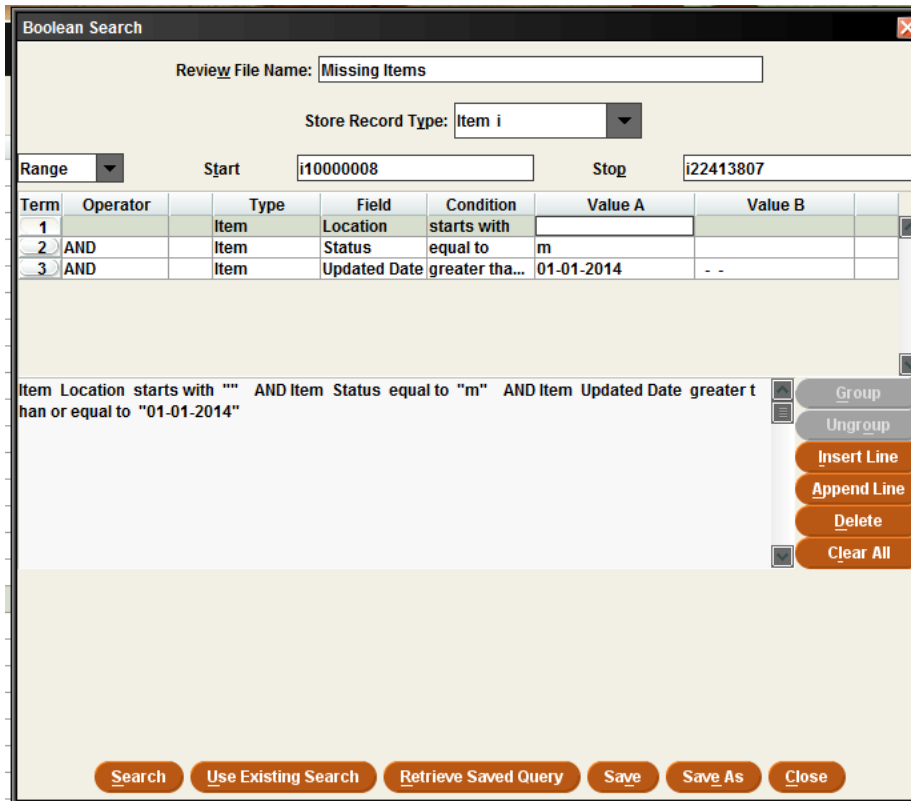 Boolean Search
Review File Name: Missing Items
Store Record Type: Item i
Range Start i10000008 Stop i22413807
Term Operator Type Field Condition Value A Value B
1 Item Location starts with
2 AND Item Status equal to m
3 AND Item Updated Date greater tha... 01-01-2014 - -
Item Location starts with "" AND Item Status equal to "m" AND Item Updated Date greater t
han or equal to "01-01-2014"
Group
Ungroup
Insert Line
Append Line
Delete
Clear All
Search Use Existing Search Retrieve Saved Query Save Save As Close